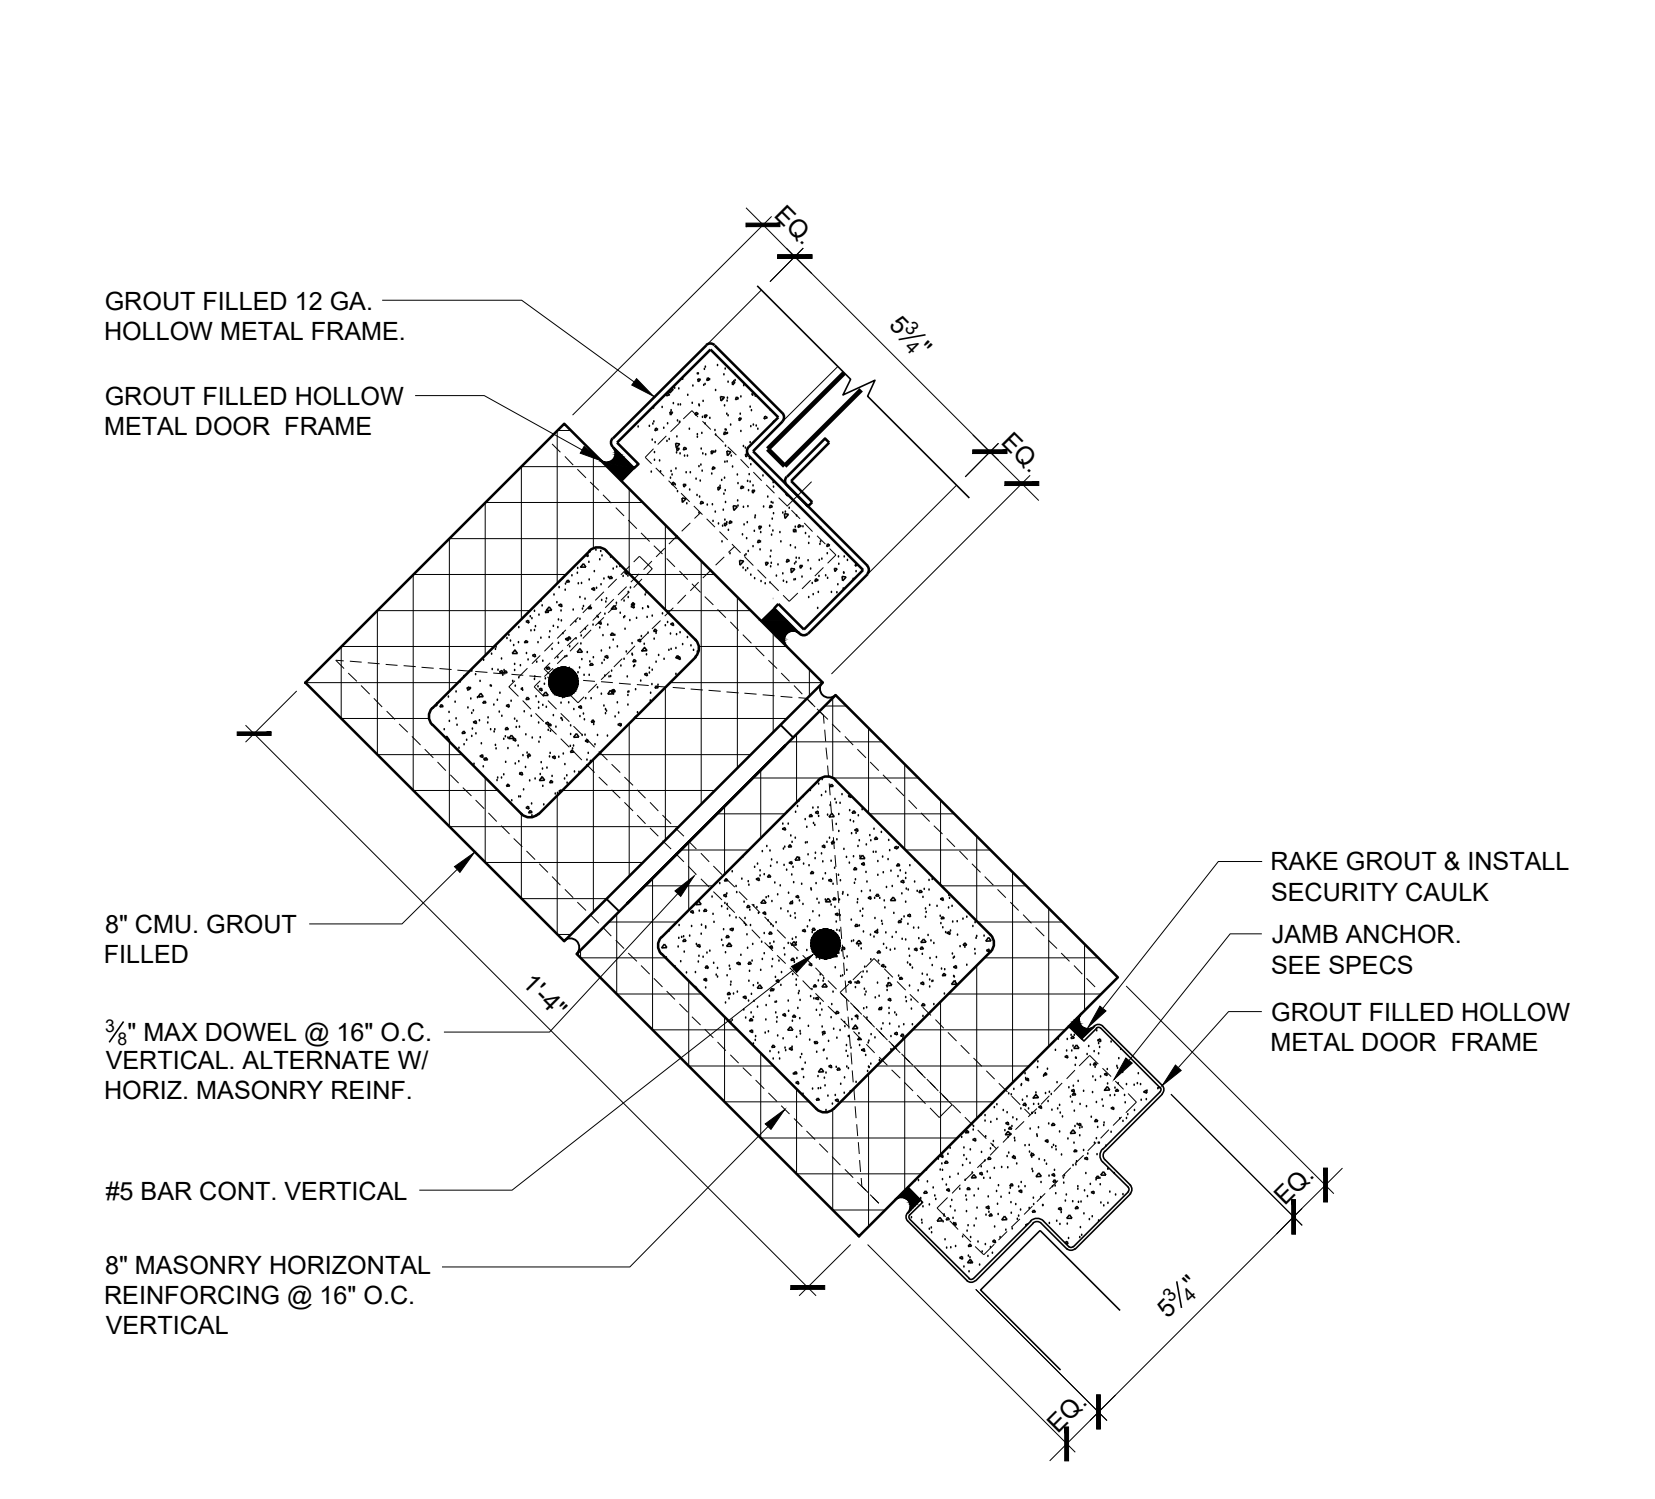 EQ.
GROUT FILLED 12 GA.
HOLLOW METAL FRAME.
5¾"
GROUT FILLED HOLLOW
METAL DOOR  FRAME
EQ.
RAKE GROUT & INSTALL
SECURITY CAULK
8" CMU. GROUT
FILLED
JAMB ANCHOR.
SEE SPECS
1'-4"
GROUT FILLED HOLLOW
METAL DOOR  FRAME
⅜" MAX DOWEL @ 16" O.C.
VERTICAL. ALTERNATE W/
HORIZ. MASONRY REINF.
#5 BAR CONT. VERTICAL
EQ.
8" MASONRY HORIZONTAL
REINFORCING @ 16" O.C.
VERTICAL
5¾"
EQ.